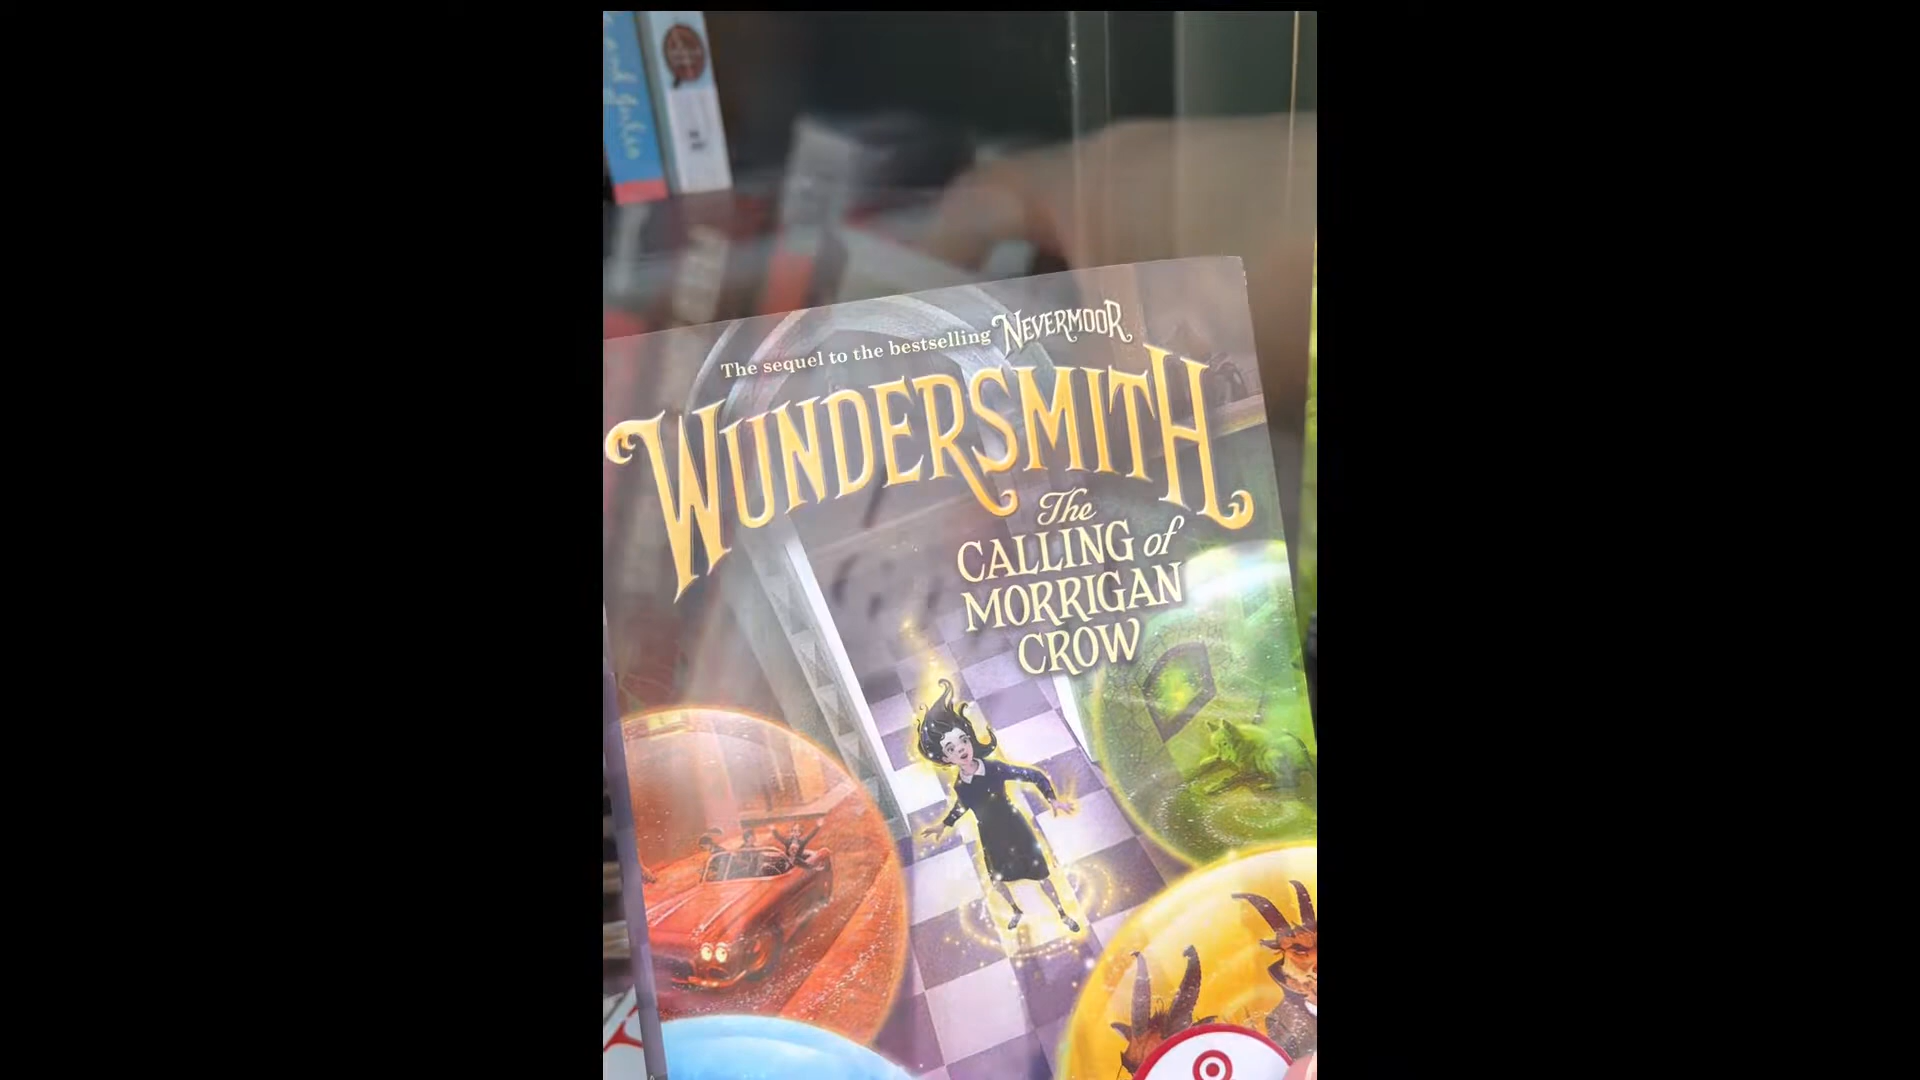 The sequel to the bestselling NEVERMOOR
WUNDERSMITH
The
CALLING of
MORRIGAN
CROW